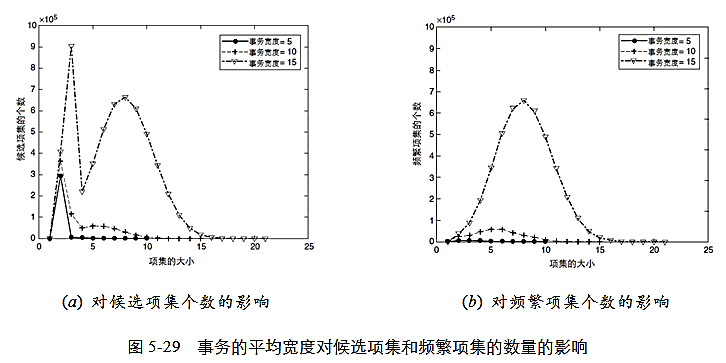 ×10⁵
10
9
8
7
6
5
4
3
2
1
0
候选项集的个数
事务宽度= 5
事务宽度= 10
事务宽度= 15
0 5 10 15 20 25
项集的大小
(a) 对候选项集个数的影响
×10⁵
10
9
8
7
6
5
4
3
2
1
0
频繁项集的个数
事务宽度= 5
事务宽度= 10
事务宽度= 15
0 5 10 15 20 25
项集的大小
(b) 对频繁项集个数的影响
图 5-29 事务的平均宽度对候选项集和频繁项集的数量的影响